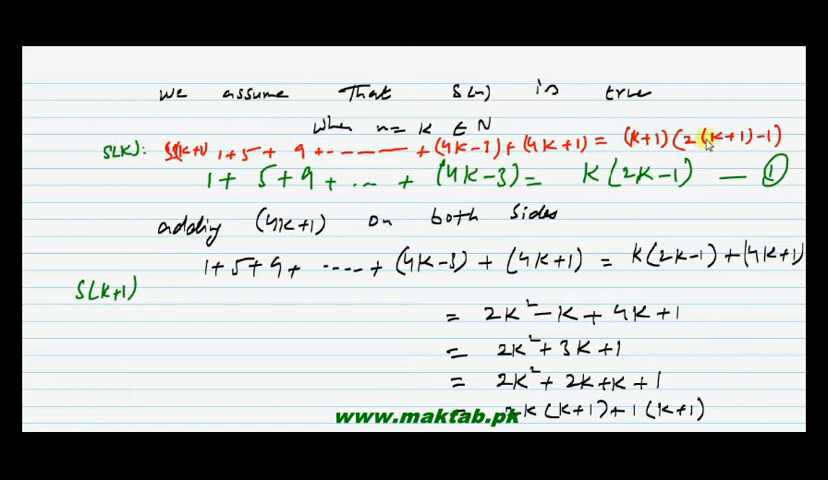 We assume That S(n) is true
When n = k ∈ N
S(k+1) 1+5+ 9 +-------- +(4k-3)+(4k+1)= (k+1)(2(k+1)-1)
S(k): 1+ 5+9+ ... + (4k-3)= k(2k-1) — ①
adding (4k+1) on both sides
1+5+9+ .....+ (4k-3) + (4k+1) = k(2k-1)+(4k+1)
S(k+1)
= 2k²-k+4k+1
= 2k²+3k+1
= 2k²+2k+k+1
= 2k(k+1)+1(k+1)
www.maktab.pk